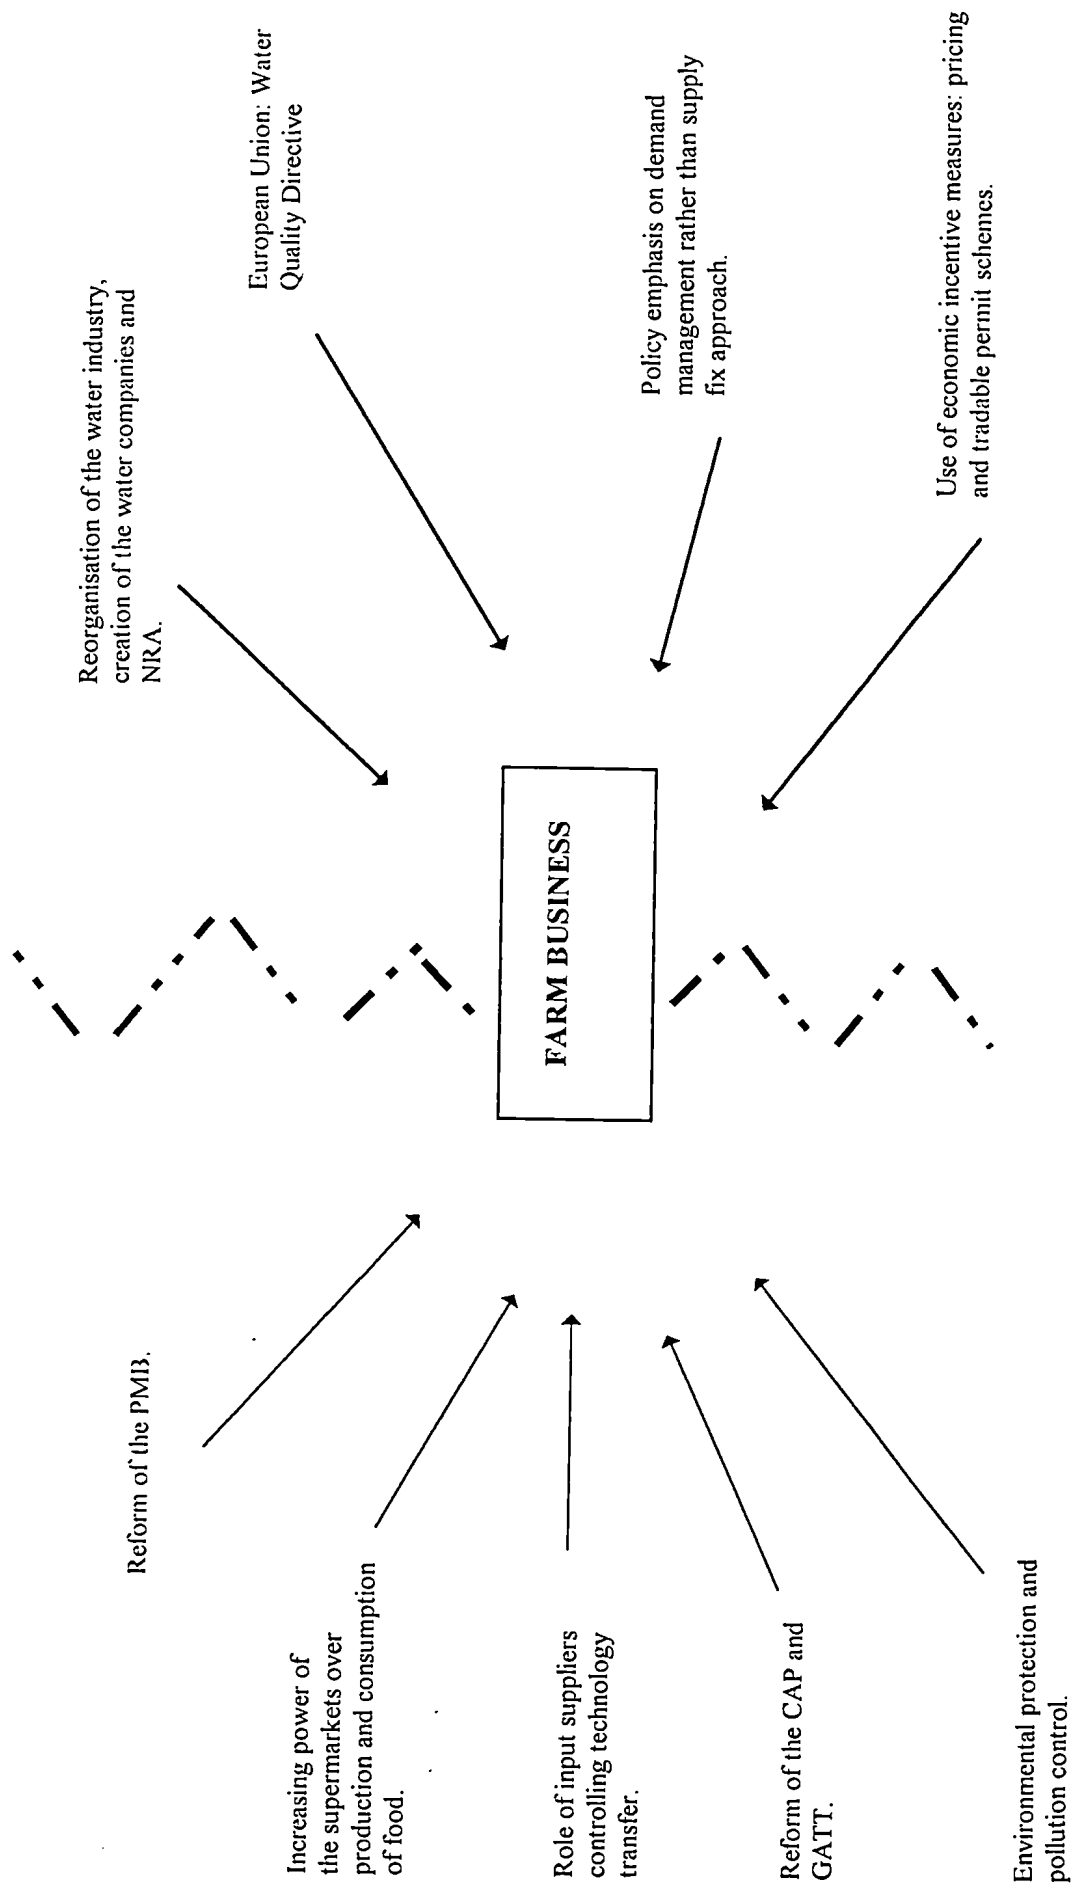 Reform of the PMB.
Increasing power of
the supermarkets over
production and consumption
of food.
Role of input suppliers
controlling technology
transfer.
Reform of the CAP and
GATT.
Environmental protection and
pollution control.
FARM BUSINESS
Reorganisation of the water industry,
creation of the water companies and
NRA.
European Union: Water
Quality Directive
Policy emphasis on demand
management rather than supply
fix approach.
Use of economic incentive measures: pricing
and tradable permit schemes.